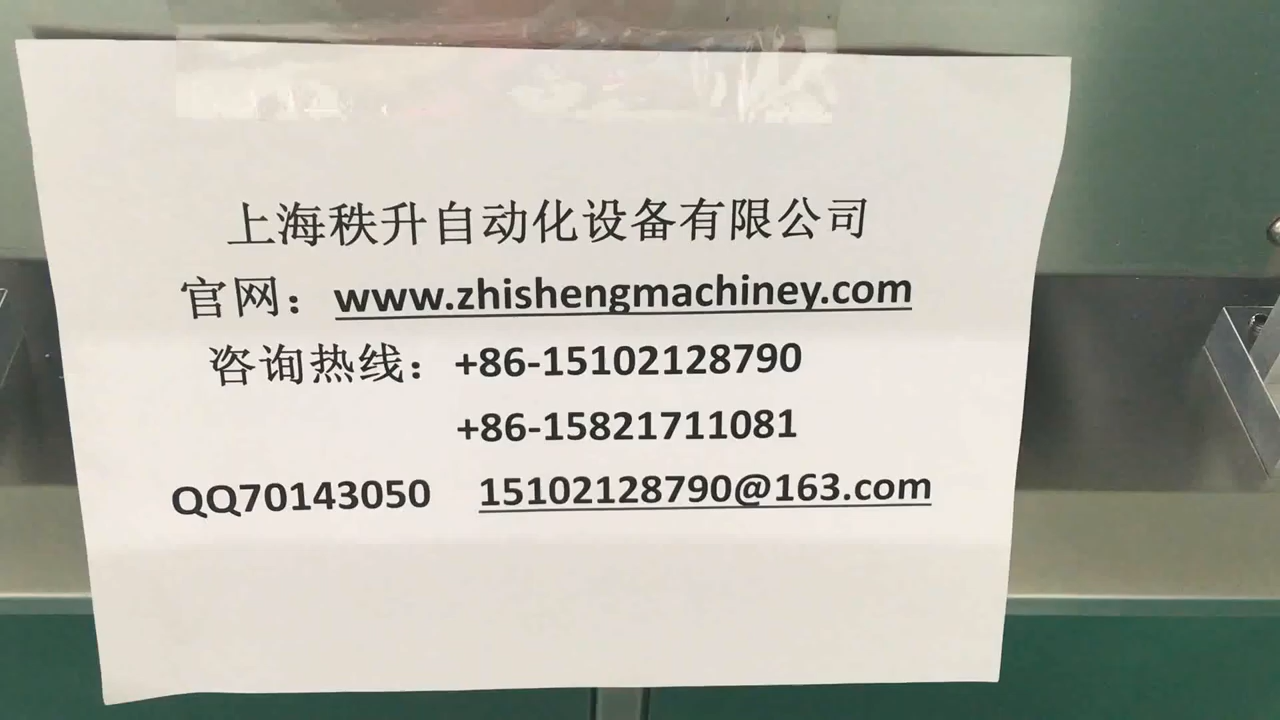 上海秩升自动化设备有限公司
官网：www.zhishengmachiney.com
咨询热线：+86-15102128790
+86-15821711081
QQ70143050 15102128790@163.com